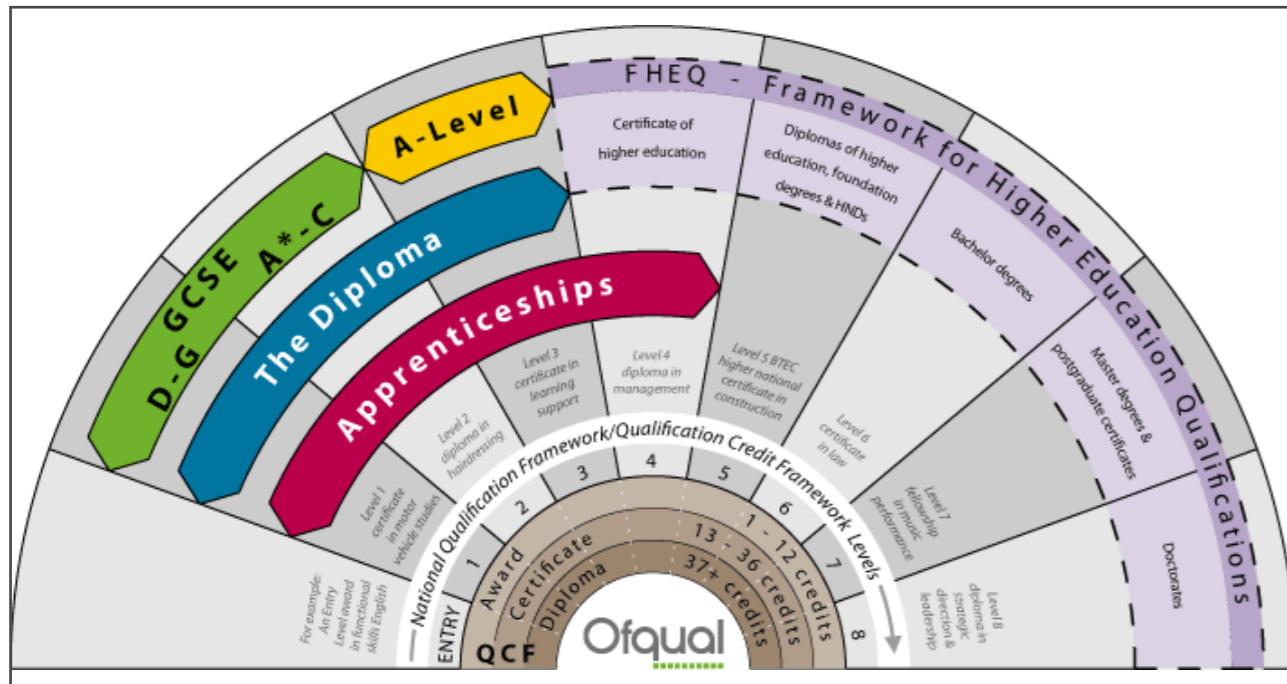 GCSE
D-G A*-C
A-Level
The Diploma
Apprenticeships
FHEQ - Framework for Higher Education Qualifications
Certificate of
higher education
Diplomas of higher
education, foundation
degrees & HNDs
Bachelor degrees
Master degrees &
postgraduate certificates
Doctorates
For example:
An Entry
Level award
in functional
skills English
Level 1
certificate
in motor
vehicle studies
Level 2
diploma in
hairdressing
Level 3
certificate in
learning
support
Level 4
diploma in
management
Level 5 BTEC
higher national
certificate in
construction
Level 6
certificate
in law
Level 7
fellowship
in music
performance
Level 8
diploma in
strategic
direction &
leadership
National Qualification Framework/Qualification Credit Framework Levels
ENTRY
1
2
3
4
5
6
7
8
Award
1 - 12 credits
Certificate
13 - 36 credits
Diploma
37+ credits
QCF
Ofqual